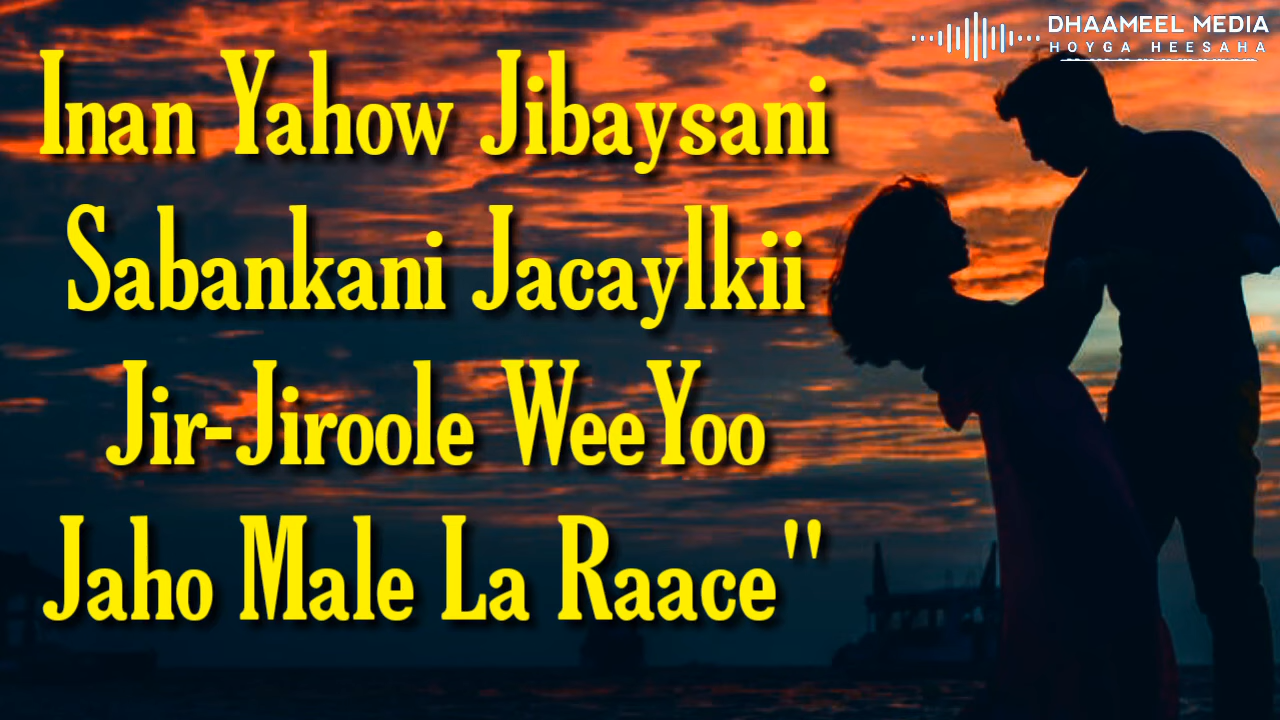 DHAAMEEL MEDIA
HOYGA HEESAHA
Inan Yahow Jibaysani
Sabankani Jacaylkii
Jir-Jiroole WeeYoo
Jaho Male La Raace"